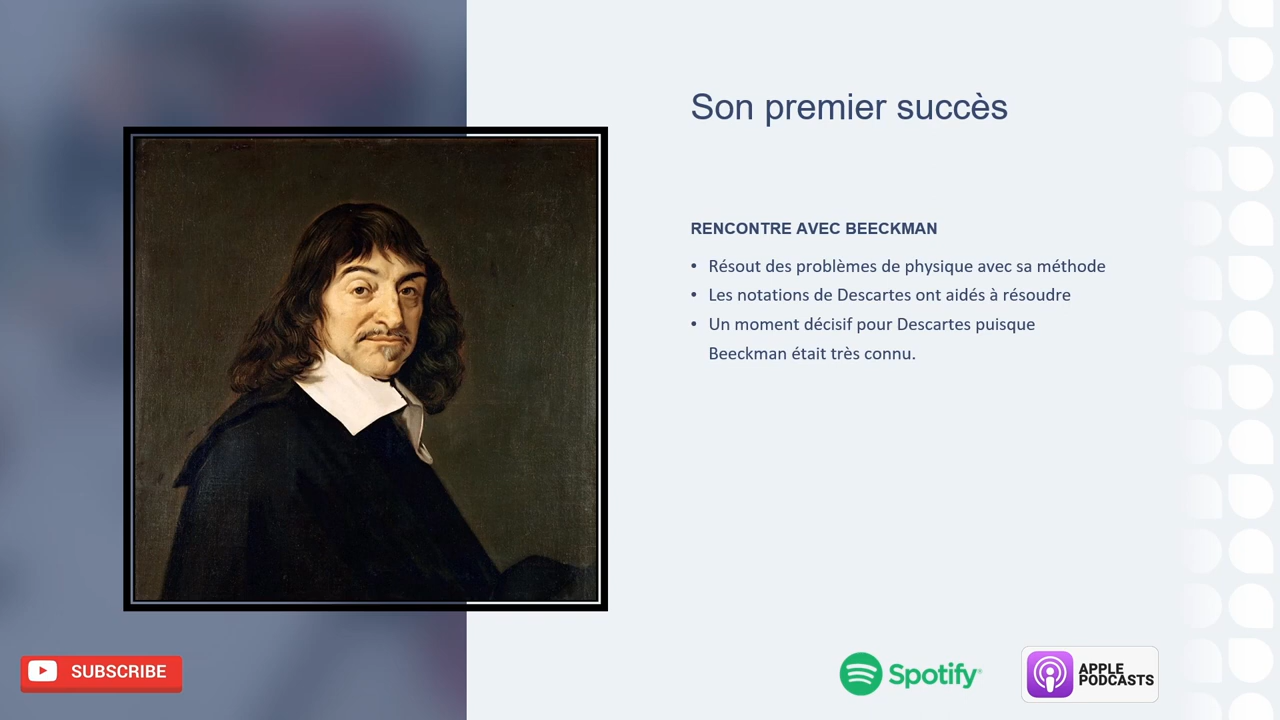 Son premier succès
RENCONTRE AVEC BEECKMAN
• Résout des problèmes de physique avec sa méthode
• Les notations de Descartes ont aidés à résoudre
• Un moment décisif pour Descartes puisque
Beeckman était très connu.
SUBSCRIBE
Spotify®
APPLE
PODCASTS